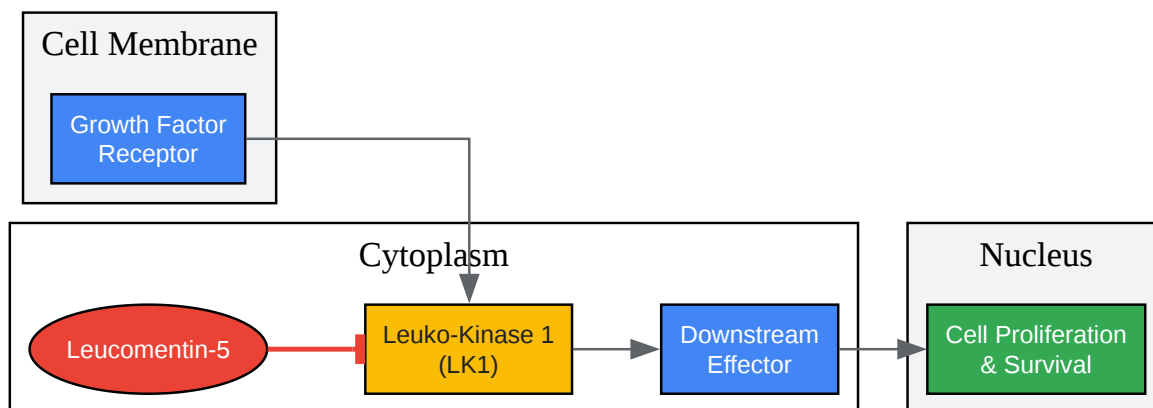 Cell Membrane
Growth Factor
Receptor
Cytoplasm
Nucleus
Leucomentin-5
Leuko-Kinase 1
(LK1)
Downstream
Effector
Cell Proliferation
& Survival